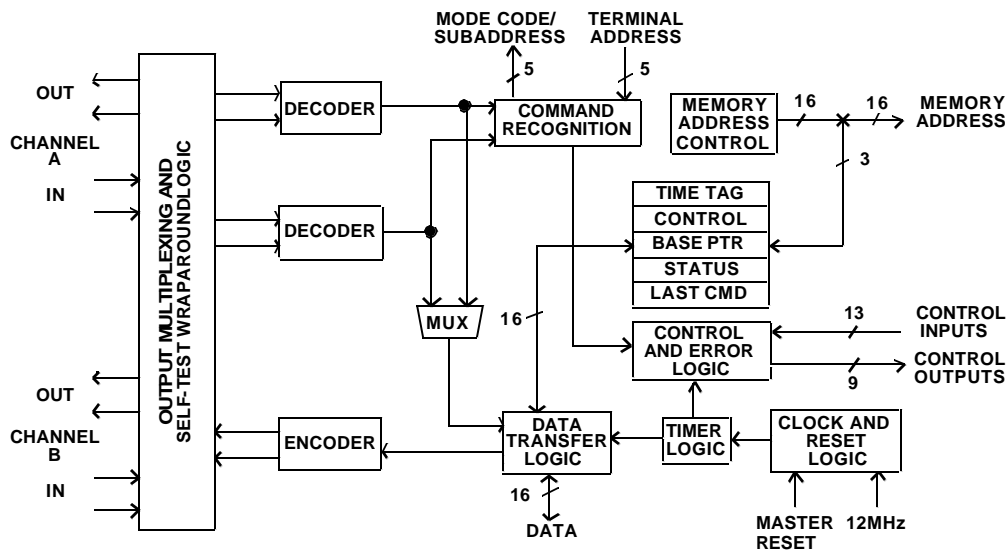 MODE CODE/
SUBADDRESS
5
TERMINAL
ADDRESS
5
OUT
CHANNEL
A
IN
OUTPUT MULTIPLEXING AND
SELF-TEST WRAPAROUNDLOGIC
DECODER
COMMAND
RECOGNITION
MEMORY
ADDRESS
CONTROL
16
16
MEMORY
ADDRESS
3
DECODER
TIME TAG
CONTROL
BASE PTR
STATUS
LAST CMD
MUX
16
CONTROL
AND ERROR
LOGIC
13
CONTROL
INPUTS
9
CONTROL
OUTPUTS
OUT
CHANNEL
B
IN
ENCODER
DATA
TRANSFER
LOGIC
TIMER
LOGIC
CLOCK AND
RESET
LOGIC
16
DATA
MASTER
RESET
12MHz